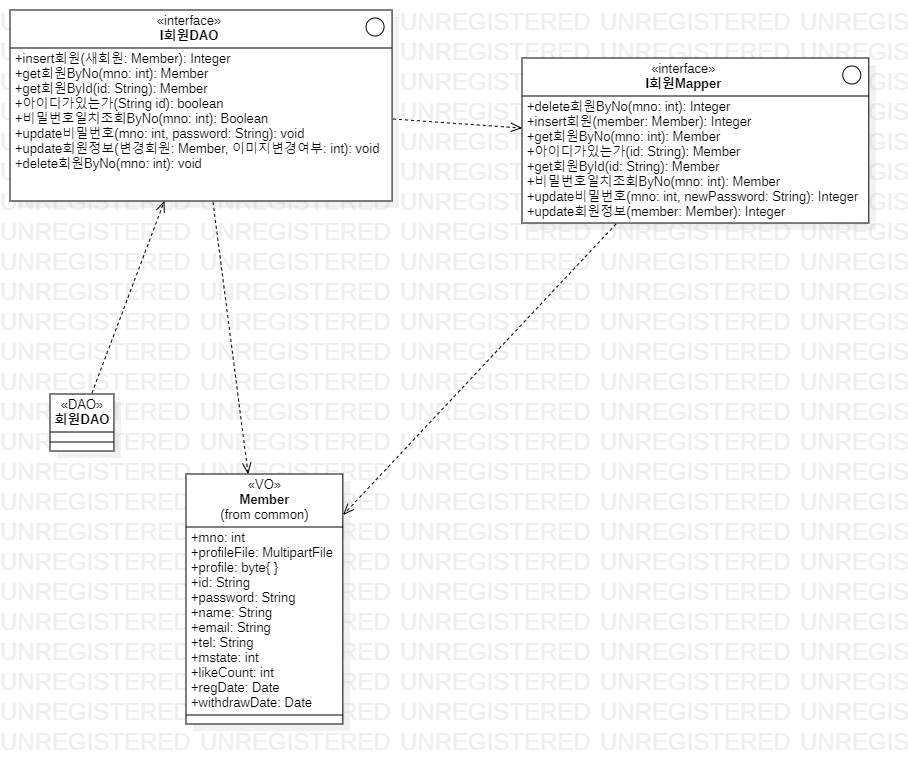 «interface»
I회원DAO
+insert회원(새회원: Member): Integer
+get회원ByNo(mno: int): Member
+get회원ById(id: String): Member
+아이디가있는가(String id): boolean
+비밀번호일치조회ByNo(mno: int): Boolean
+update비밀번호(mno: int, password: String): void
+update회원정보(변경회원: Member, 이미지변경여부: int): void
+delete회원ByNo(mno: int): void
«interface»
I회원Mapper
+delete회원ByNo(mno: int): Integer
+insert회원(member: Member): Integer
+get회원ByNo(mno: int): Member
+아이디가있는가(id: String): Member
+get회원ById(id: String): Member
+비밀번호일치조회ByNo(mno: int): Member
+update비밀번호(mno: int, newPassword: String): Integer
+update회원정보(member: Member): Integer
«DAO»
회원DAO
«VO»
Member
(from common)
+mno: int
+profileFile: MultipartFile
+profile: byte{ }
+id: String
+password: String
+name: String
+email: String
+tel: String
+mstate: int
+likeCount: int
+regDate: Date
+withdrawDate: Date
UNREGISTERED